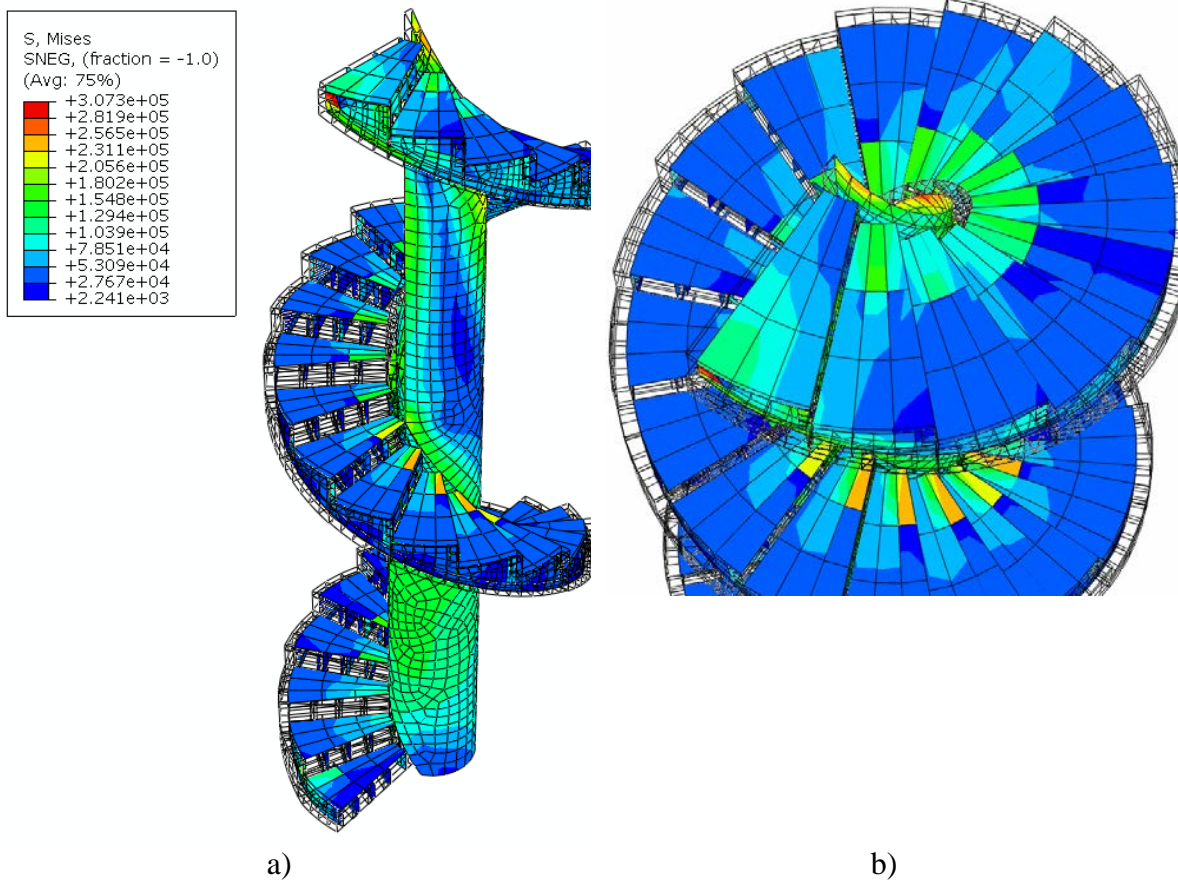 S, Mises
SNEG, (fraction = -1.0)
(Avg: 75%)
+3.073e+05
+2.819e+05
+2.565e+05
+2.311e+05
+2.056e+05
+1.802e+05
+1.548e+05
+1.294e+05
+1.039e+05
+7.851e+04
+5.309e+04
+2.767e+04
+2.241e+03
a)
b)